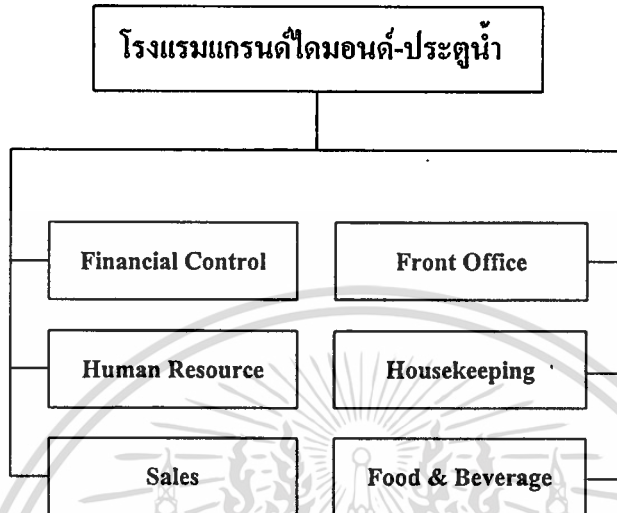 โรงแรมแกรนด์ไดมอนด์-ประตูน้ำ
Financial Control
Front Office
Human Resource
Housekeeping
Sales
Food & Beverage